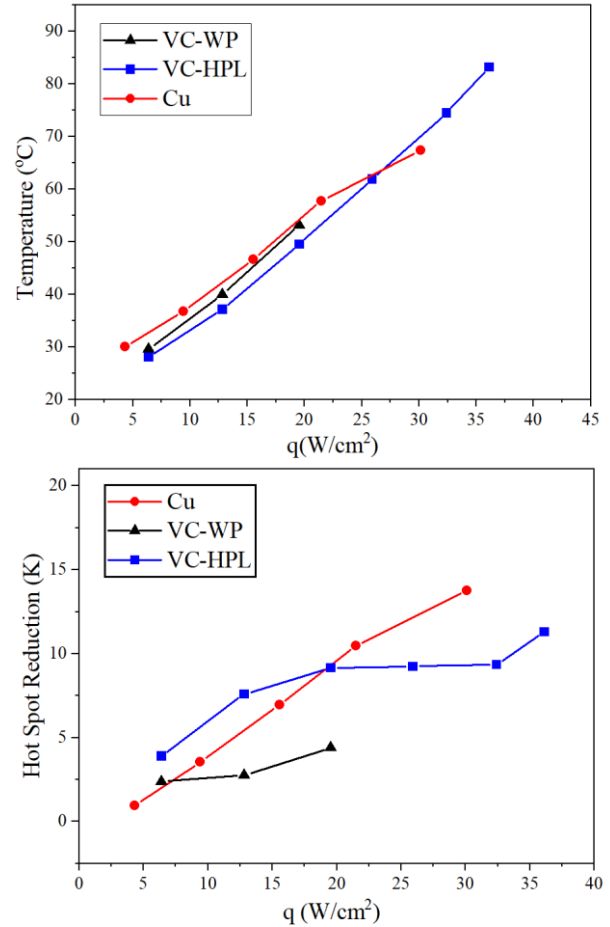 90
80
70
60
50
40
30
20
Temperature (°C)
VC-WP
VC-HPL
Cu
0 5 10 15 20 25 30 35 40 45
q(W/cm²)
20
15
10
5
0
Hot Spot Reduction (K)
Cu
VC-WP
VC-HPL
0 5 10 15 20 25 30 35 40
q (W/cm²)